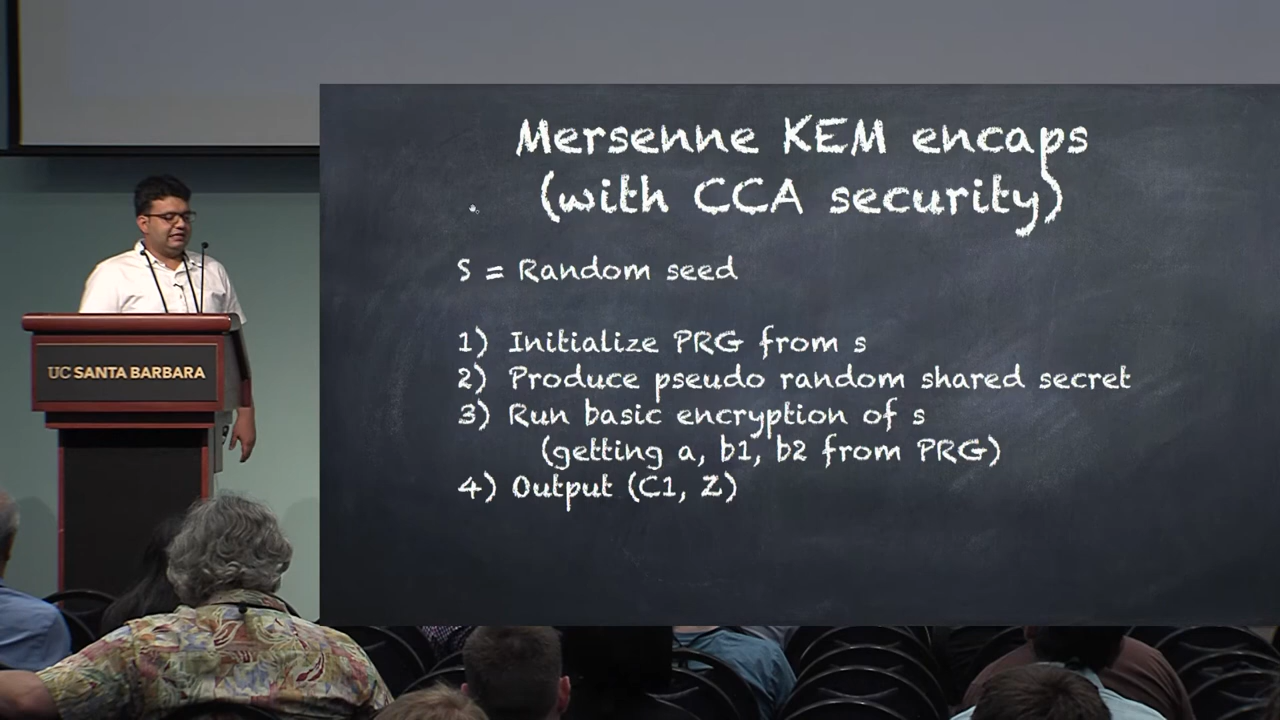 Mersenne KEM encaps
(with CCA security)
S = Random seed
1) Initialize PRG from s
2) Produce pseudo random shared secret
3) Run basic encryption of s
(getting a, b1, b2 from PRG)
4) Output (C1, Z)
UC SANTA BARBARA